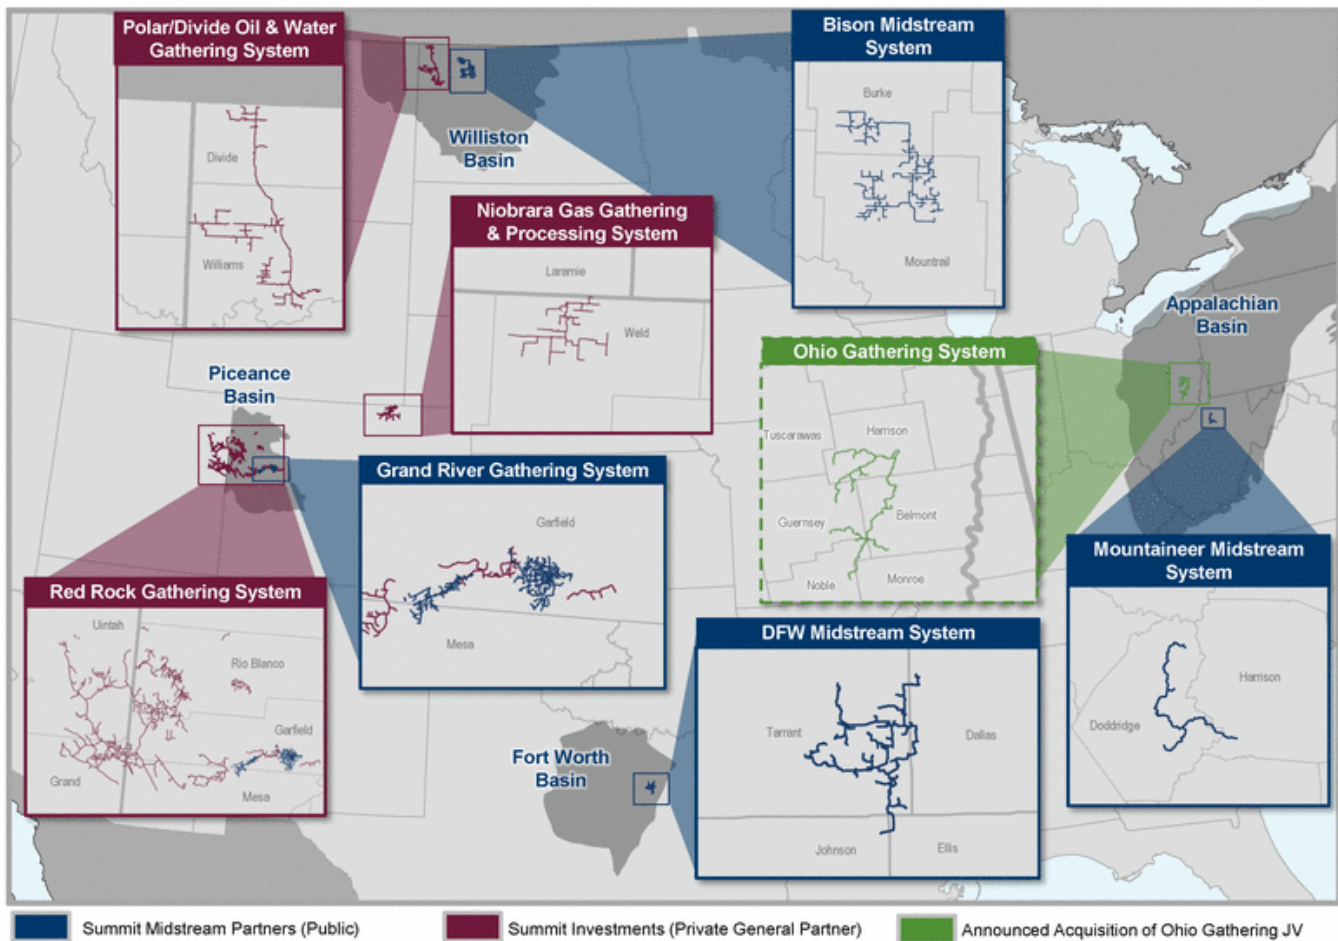 Polar/Divide Oil & Water
Gathering System
Divide
Williams
Williston
Basin
Bison Midstream
System
Burke
Mountrail
Niobrara Gas Gathering
& Processing System
Laramie
Weld
Appalachian
Basin
Ohio Gathering System
Tuscarawas
Harrison
Guernsey
Belmont
Noble
Monroe
Piceance
Basin
Grand River Gathering System
Garfield
Mesa
Mountaineer Midstream
System
Harrison
Doddridge
Red Rock Gathering System
Uintah
Rio Blanco
Garfield
Grand
Mesa
Fort Worth
Basin
DFW Midstream System
Tarrant
Dallas
Johnson
Ellis
Summit Midstream Partners (Public)
Summit Investments (Private General Partner)
Announced Acquisition of Ohio Gathering JV